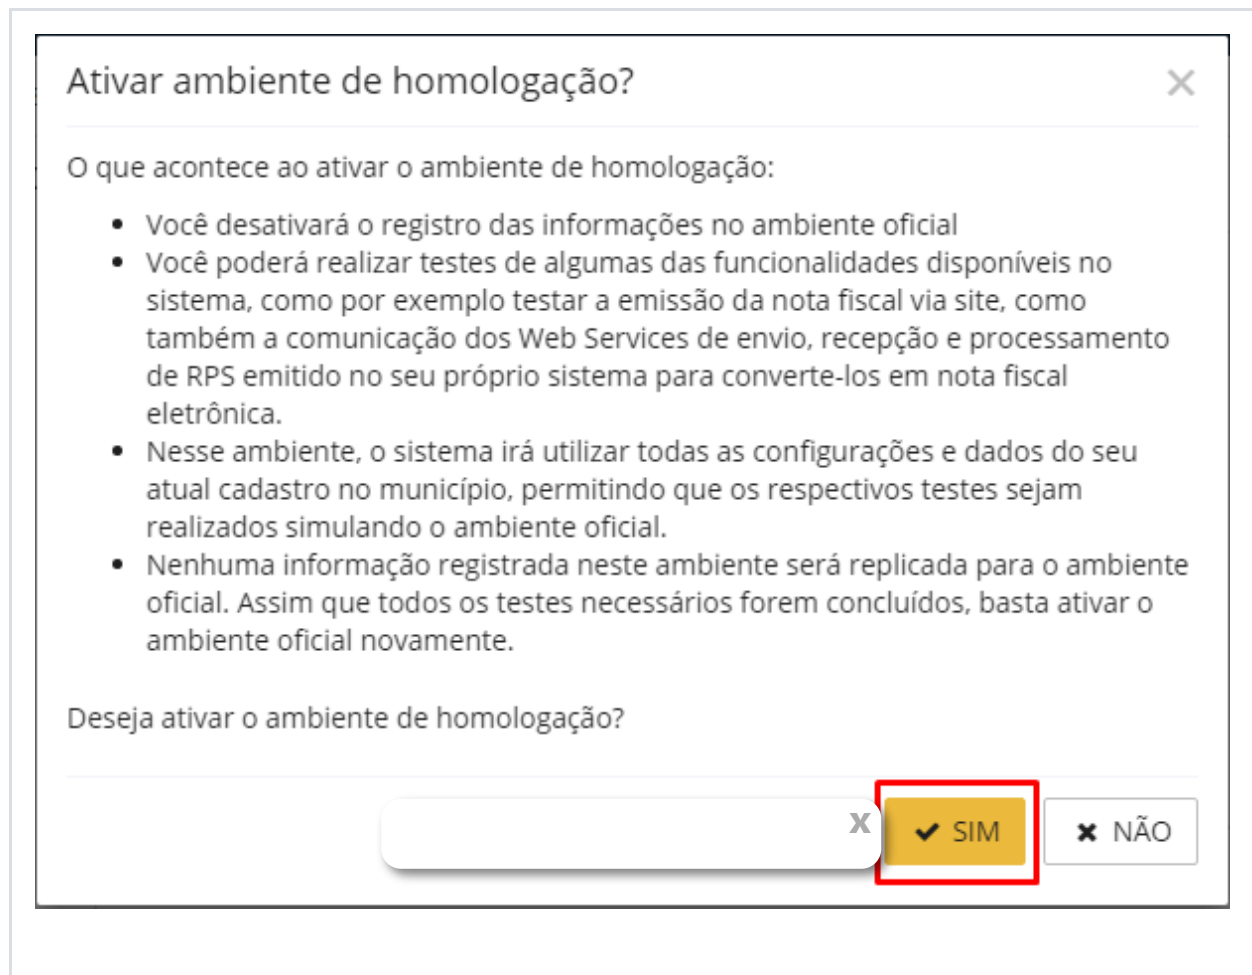 Ativar ambiente de homologação?
O que acontece ao ativar o ambiente de homologação:
• Você desativará o registro das informações no ambiente oficial
• Você poderá realizar testes de algumas das funcionalidades disponíveis no
sistema, como por exemplo testar a emissão da nota fiscal via site, como
também a comunicação dos Web Services de envio, recepção e processamento
de RPS emitido no seu próprio sistema para converte-los em nota fiscal
eletrônica.
• Nesse ambiente, o sistema irá utilizar todas as configurações e dados do seu
atual cadastro no município, permitindo que os respectivos testes sejam
realizados simulando o ambiente oficial.
• Nenhuma informação registrada neste ambiente será replicada para o ambiente
oficial. Assim que todos os testes necessários forem concluídos, basta ativar o
ambiente oficial novamente.
Deseja ativar o ambiente de homologação?
x
SIM
NÃO